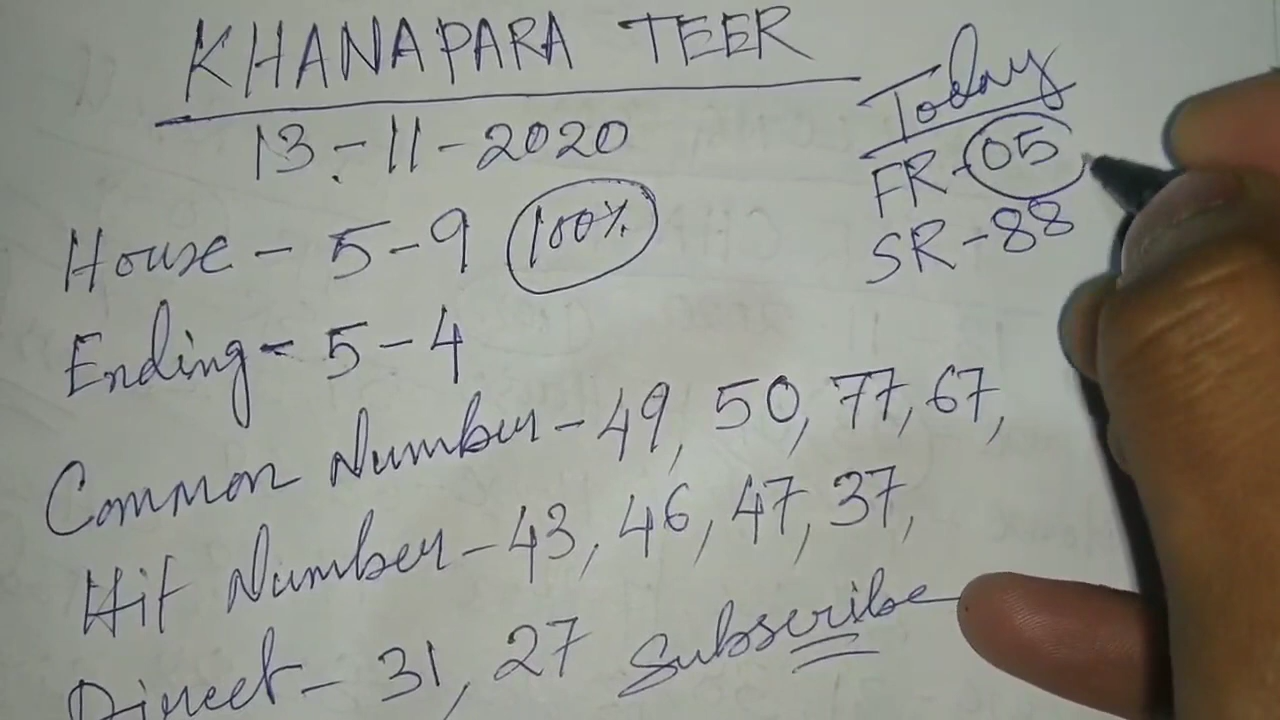 KHANAPARA TEER
13-11-2020
Today
FR-05
SR-88
House - 5-9 100%
Ending - 5-4
Common Number - 49, 50, 77, 67,
Hit Number - 43, 46, 47, 37,
Direct - 31, 27 Subscribe